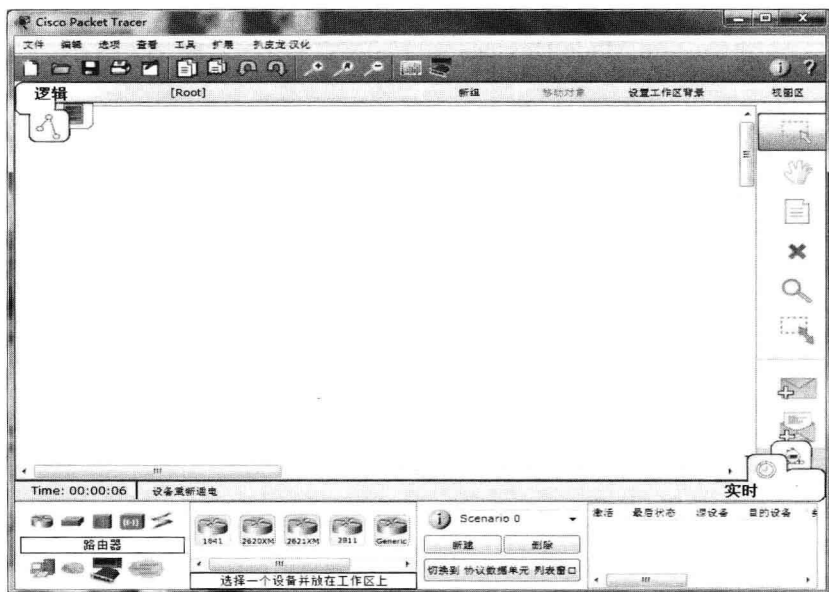 Cisco Packet Tracer
文件 编辑 选项 查看 工具 扩展 扒皮龙汉化
逻辑 [Root] 新组 移动对象 设置工作区背景 视图区
Time: 00:00:06 设备重新通电 实时
路由器
1841 2620XM 2621XM 2811 Generic
选择一个设备并放在工作区上
Scenario 0
新建 删除
切换到 协议数据单元 列表窗口
激活 最后状态 源设备 目的设备